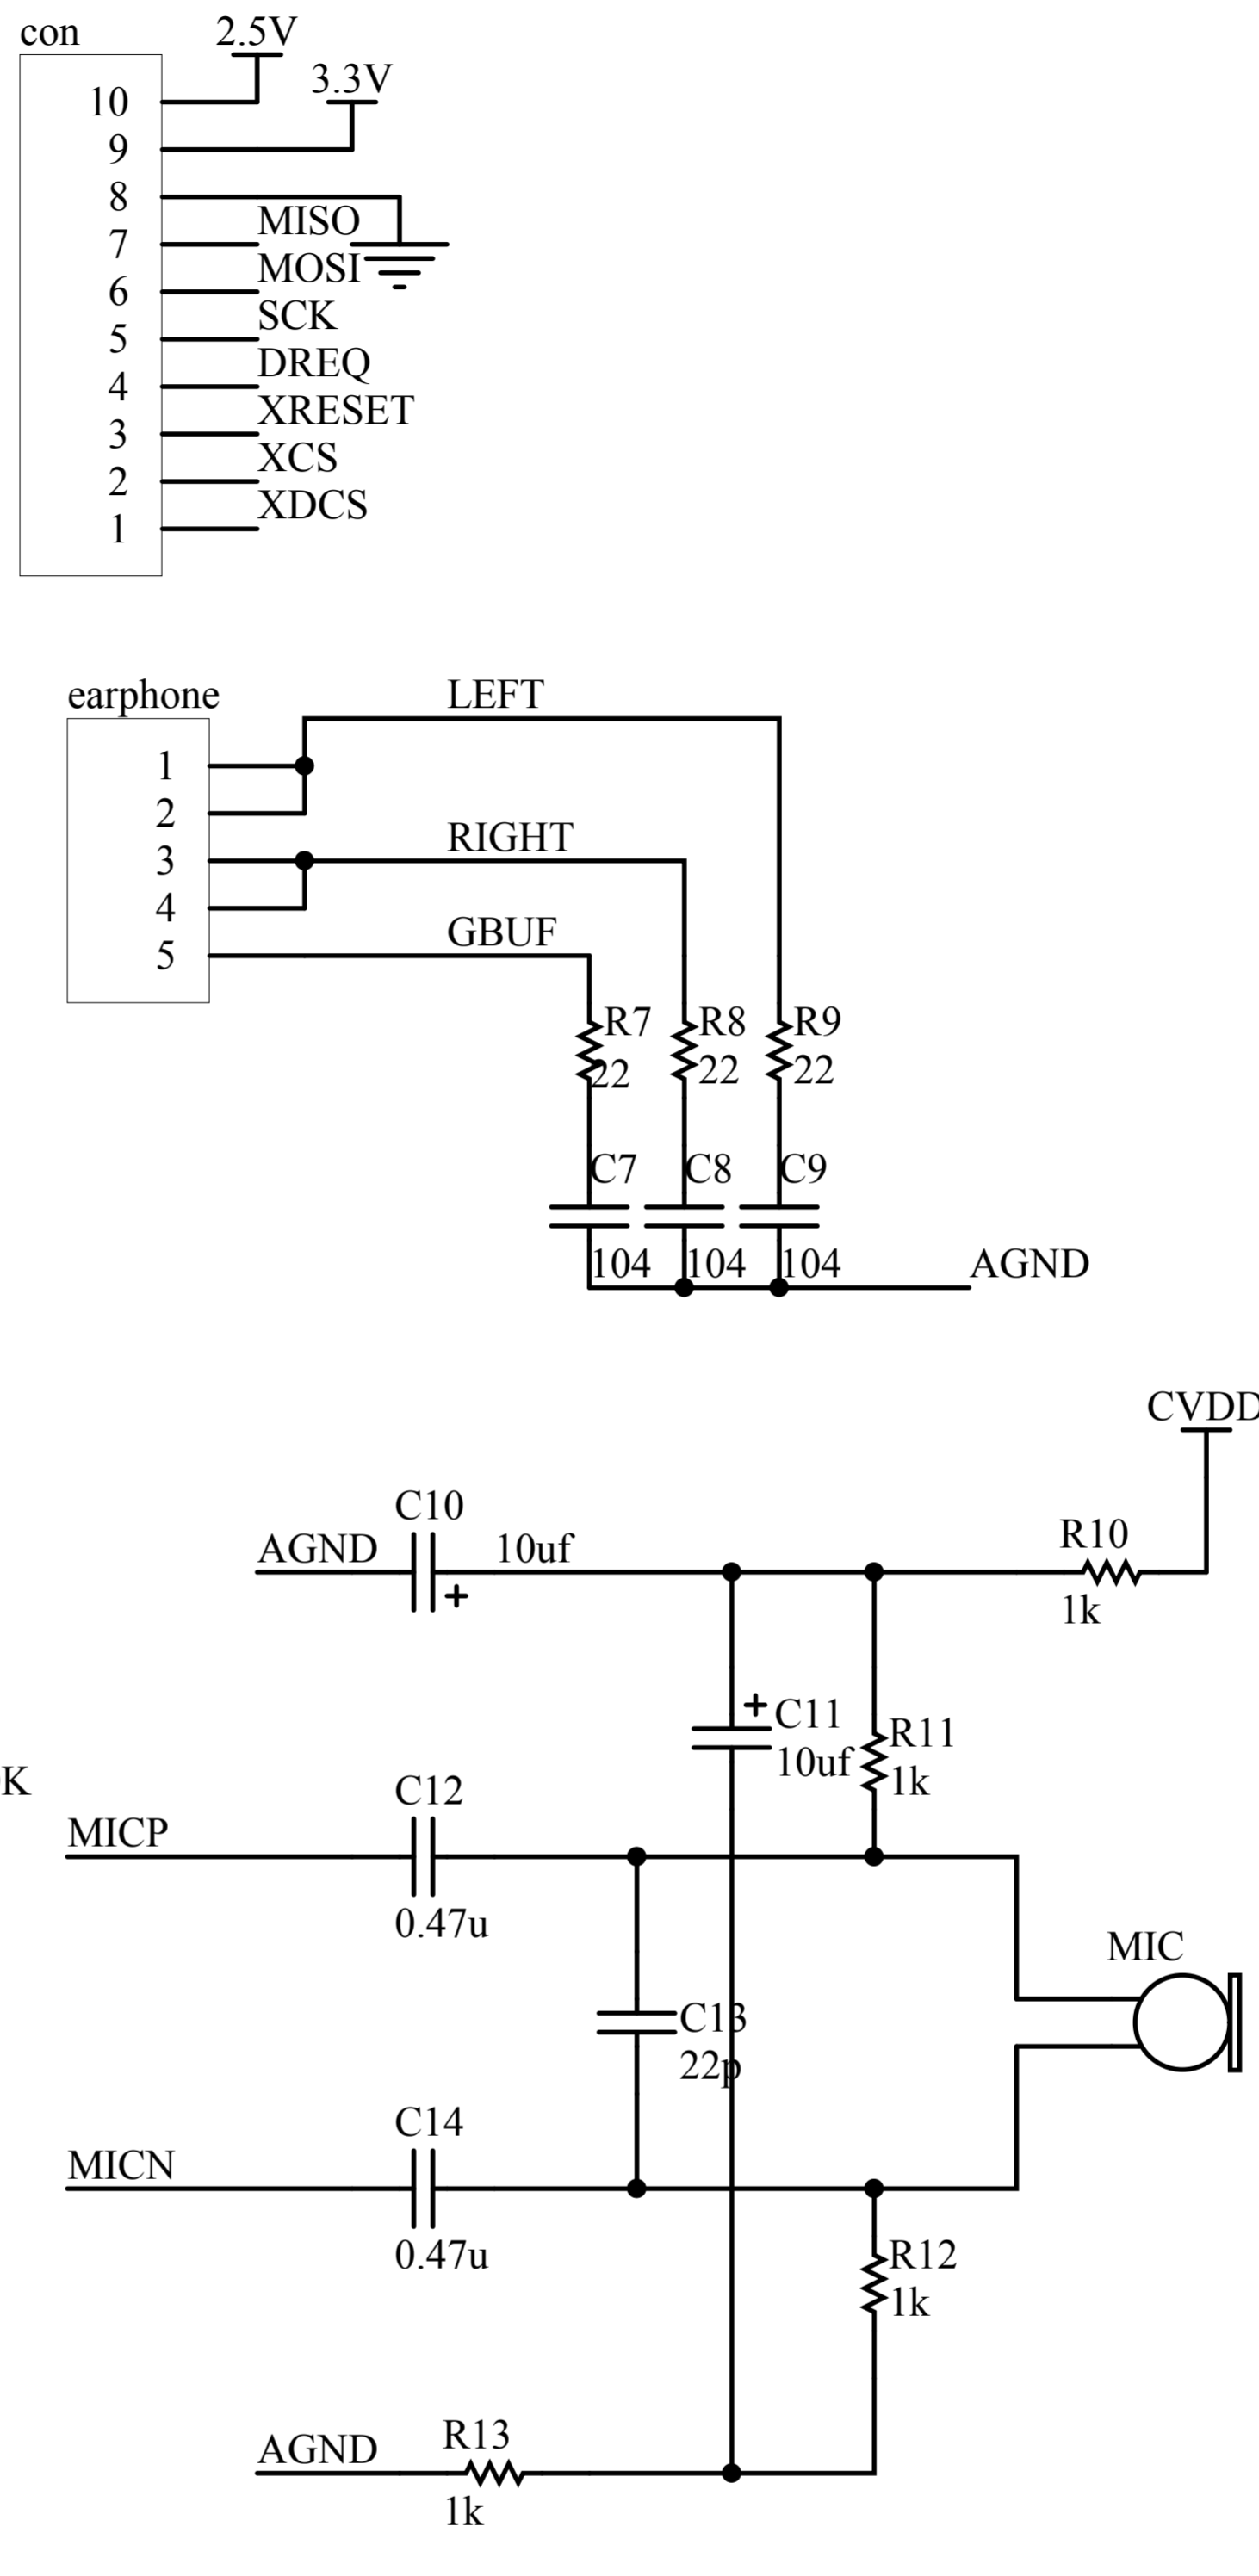 con
2.5V
3.3V
10
9
8
7 MISO
6 MOSI
5 SCK
4 DREQ
3 XRESET
2 XCS
1 XDCS
earphone
LEFT
1
2
RIGHT
3
4
GBUF
5
R7 R8 R9
22 22 22
C7 C8 C9
104 104 104 AGND
CVDD
C10
AGND 10uf R10
+
1k
+ C11 R11
10uf 1k
K
C12
MICP
0.47u
MIC
C13
22p
C14
MICN
0.47u
R12
1k
R13
AGND
1k